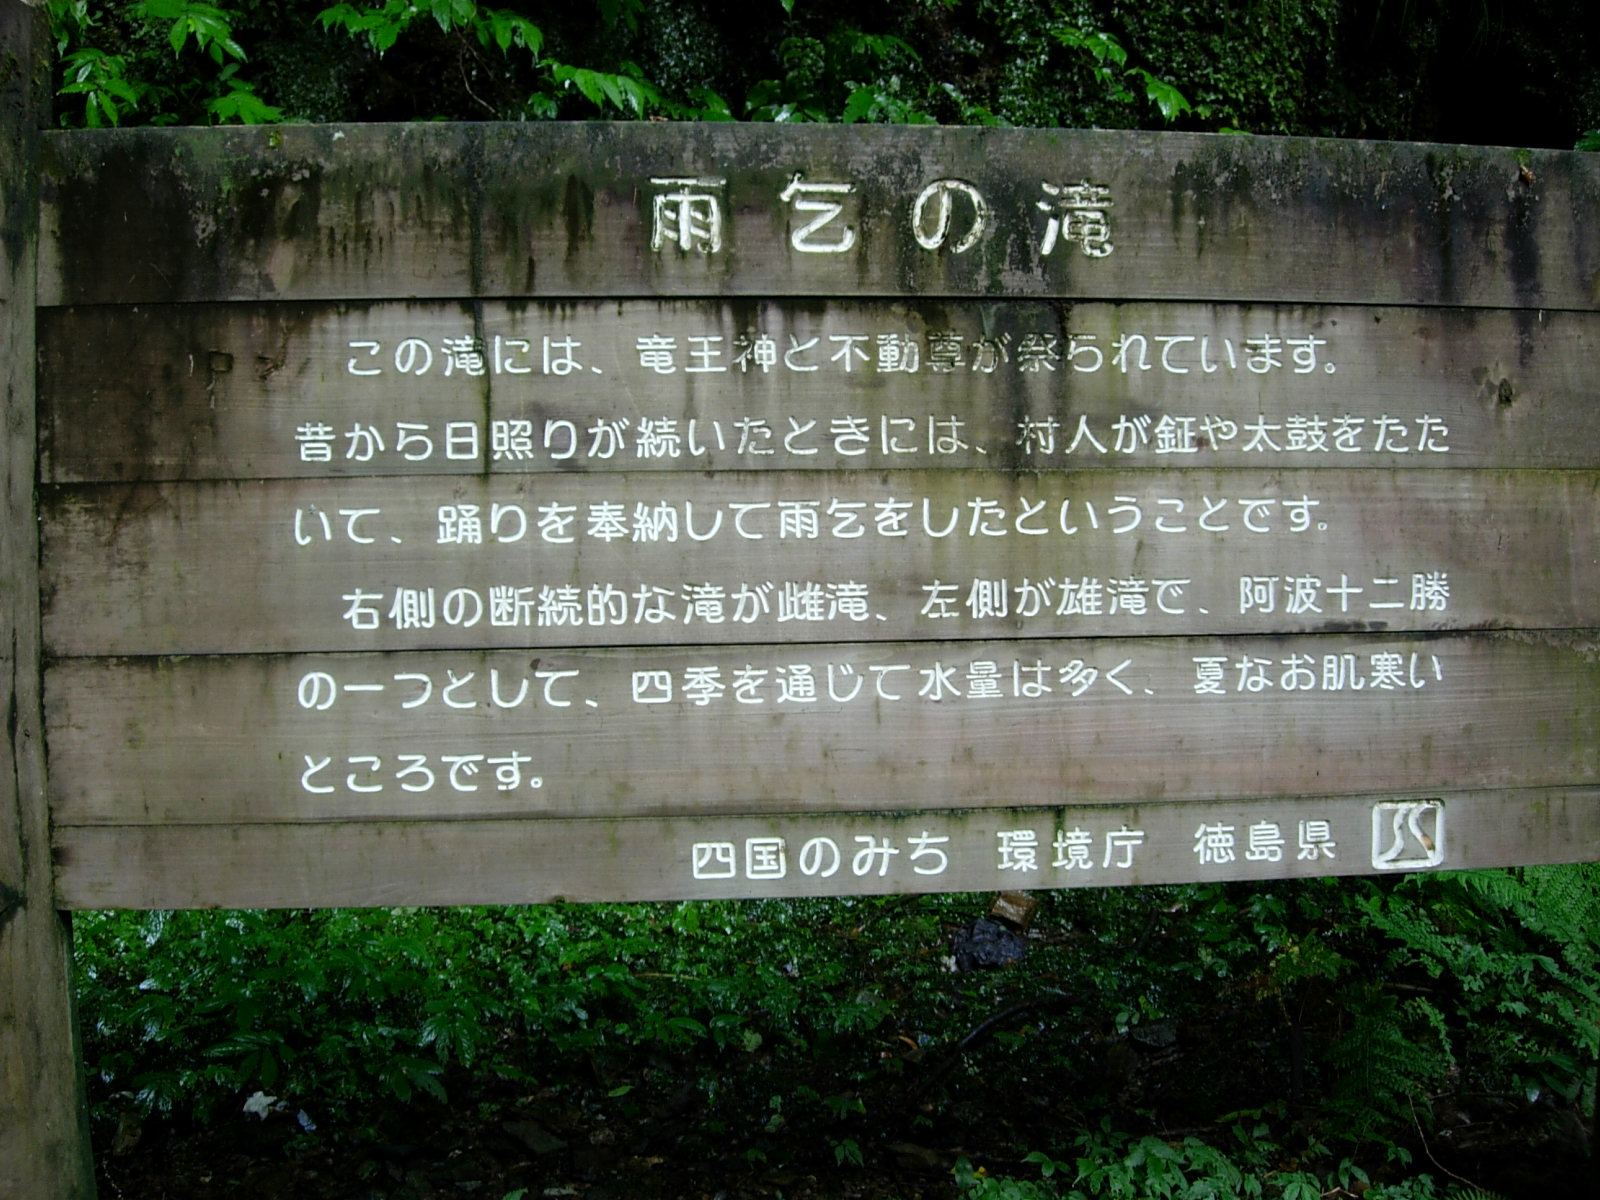 雨乞の滝
この滝には、竜王神と不動尊が祭られています。
昔から日照りが続いたときには、村人が鉦や太鼓をたた
いて、踊りを奉納して雨乞をしたということです。
右側の断続的な滝が雌滝、左側が雄滝で、阿波十二勝
の一つとして、四季を通じて水量は多く、夏なお肌寒い
ところです。
四国のみち 環境庁 徳島県